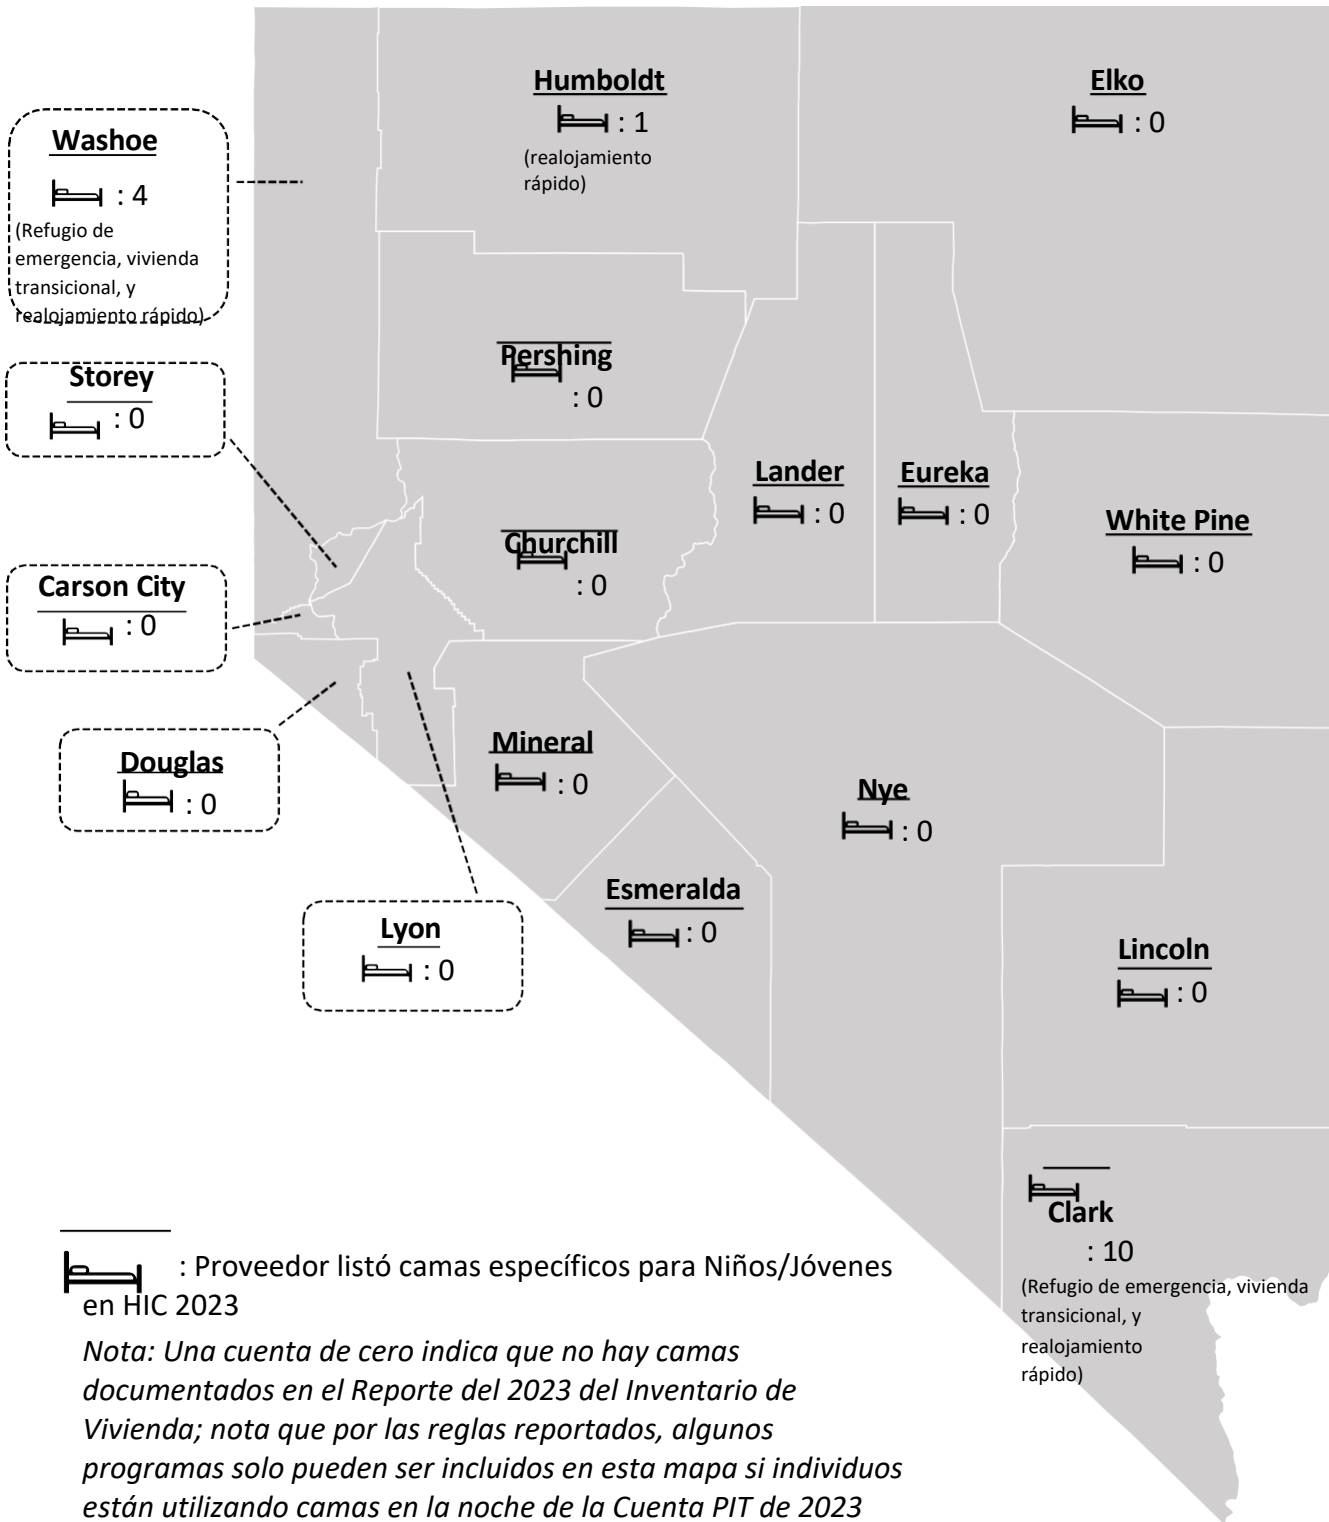 Humboldt
: 1
(realojamiento
rápido)
Elko
: 0
Washoe
: 4
(Refugio de
emergencia, vivienda
transicional, y
realojamiento rápido)
Pershing
: 0
Storey
: 0
Lander
: 0
Eureka
: 0
White Pine
: 0
Churchill
: 0
Carson City
: 0
Douglas
: 0
Mineral
: 0
Nye
: 0
Esmeralda
: 0
Lyon
: 0
Lincoln
: 0
Clark
: 10
(Refugio de emergencia, vivienda
transicional, y
realojamiento
rápido)
: Proveedor listó camas específicos para Niños/Jóvenes
en HIC 2023
Nota: Una cuenta de cero indica que no hay camas
documentados en el Reporte del 2023 del Inventario de
Vivienda; nota que por las reglas reportados, algunos
programas solo pueden ser incluidos en esta mapa si individuos
están utilizando camas en la noche de la Cuenta PIT de 2023